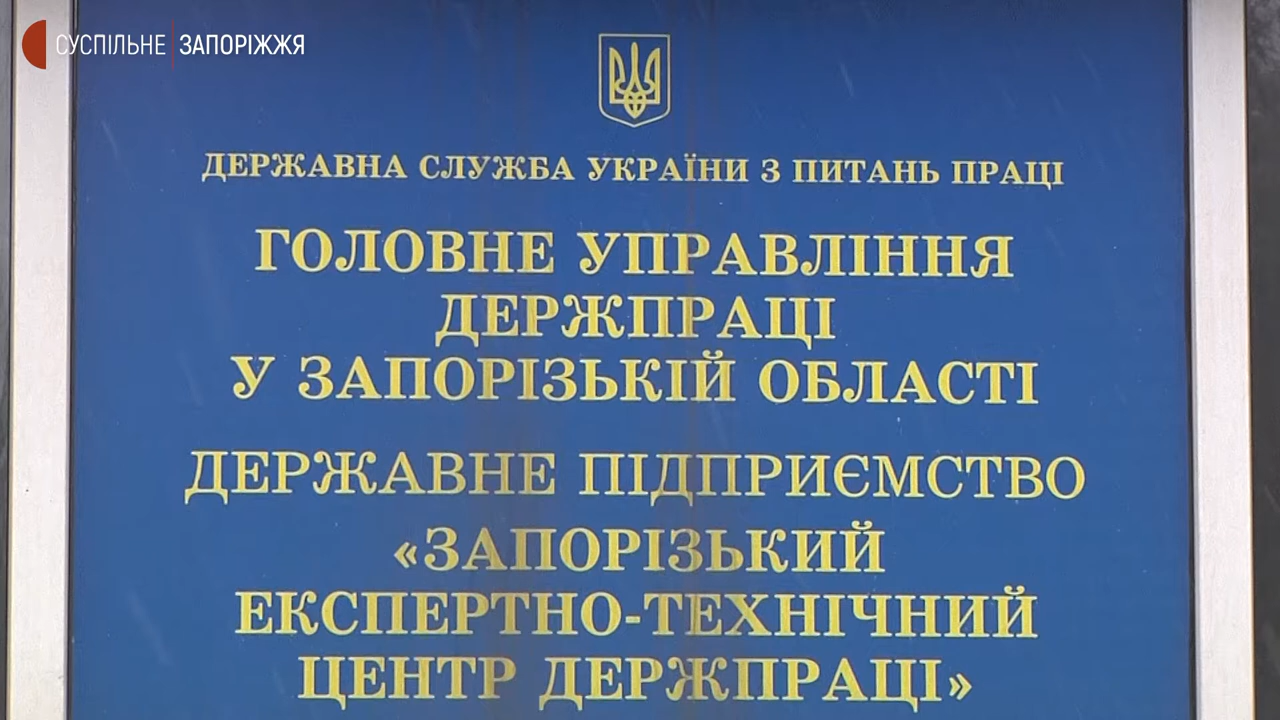 СУСПІЛЬНЕ ЗАПОРІЖЖЯ
ДЕРЖАВНА СЛУЖБА УКРАЇНИ З ПИТАНЬ ПРАЦІ
ГОЛОВНЕ УПРАВЛІННЯ
ДЕРЖПРАЦІ
У ЗАПОРІЗЬКІЙ ОБЛАСТІ
ДЕРЖАВНЕ ПІДПРИЄМСТВО
«ЗАПОРІЗЬКИЙ
ЕКСПЕРТНО-ТЕХНІЧНИЙ
ЦЕНТР ДЕРЖПРАЦІ»